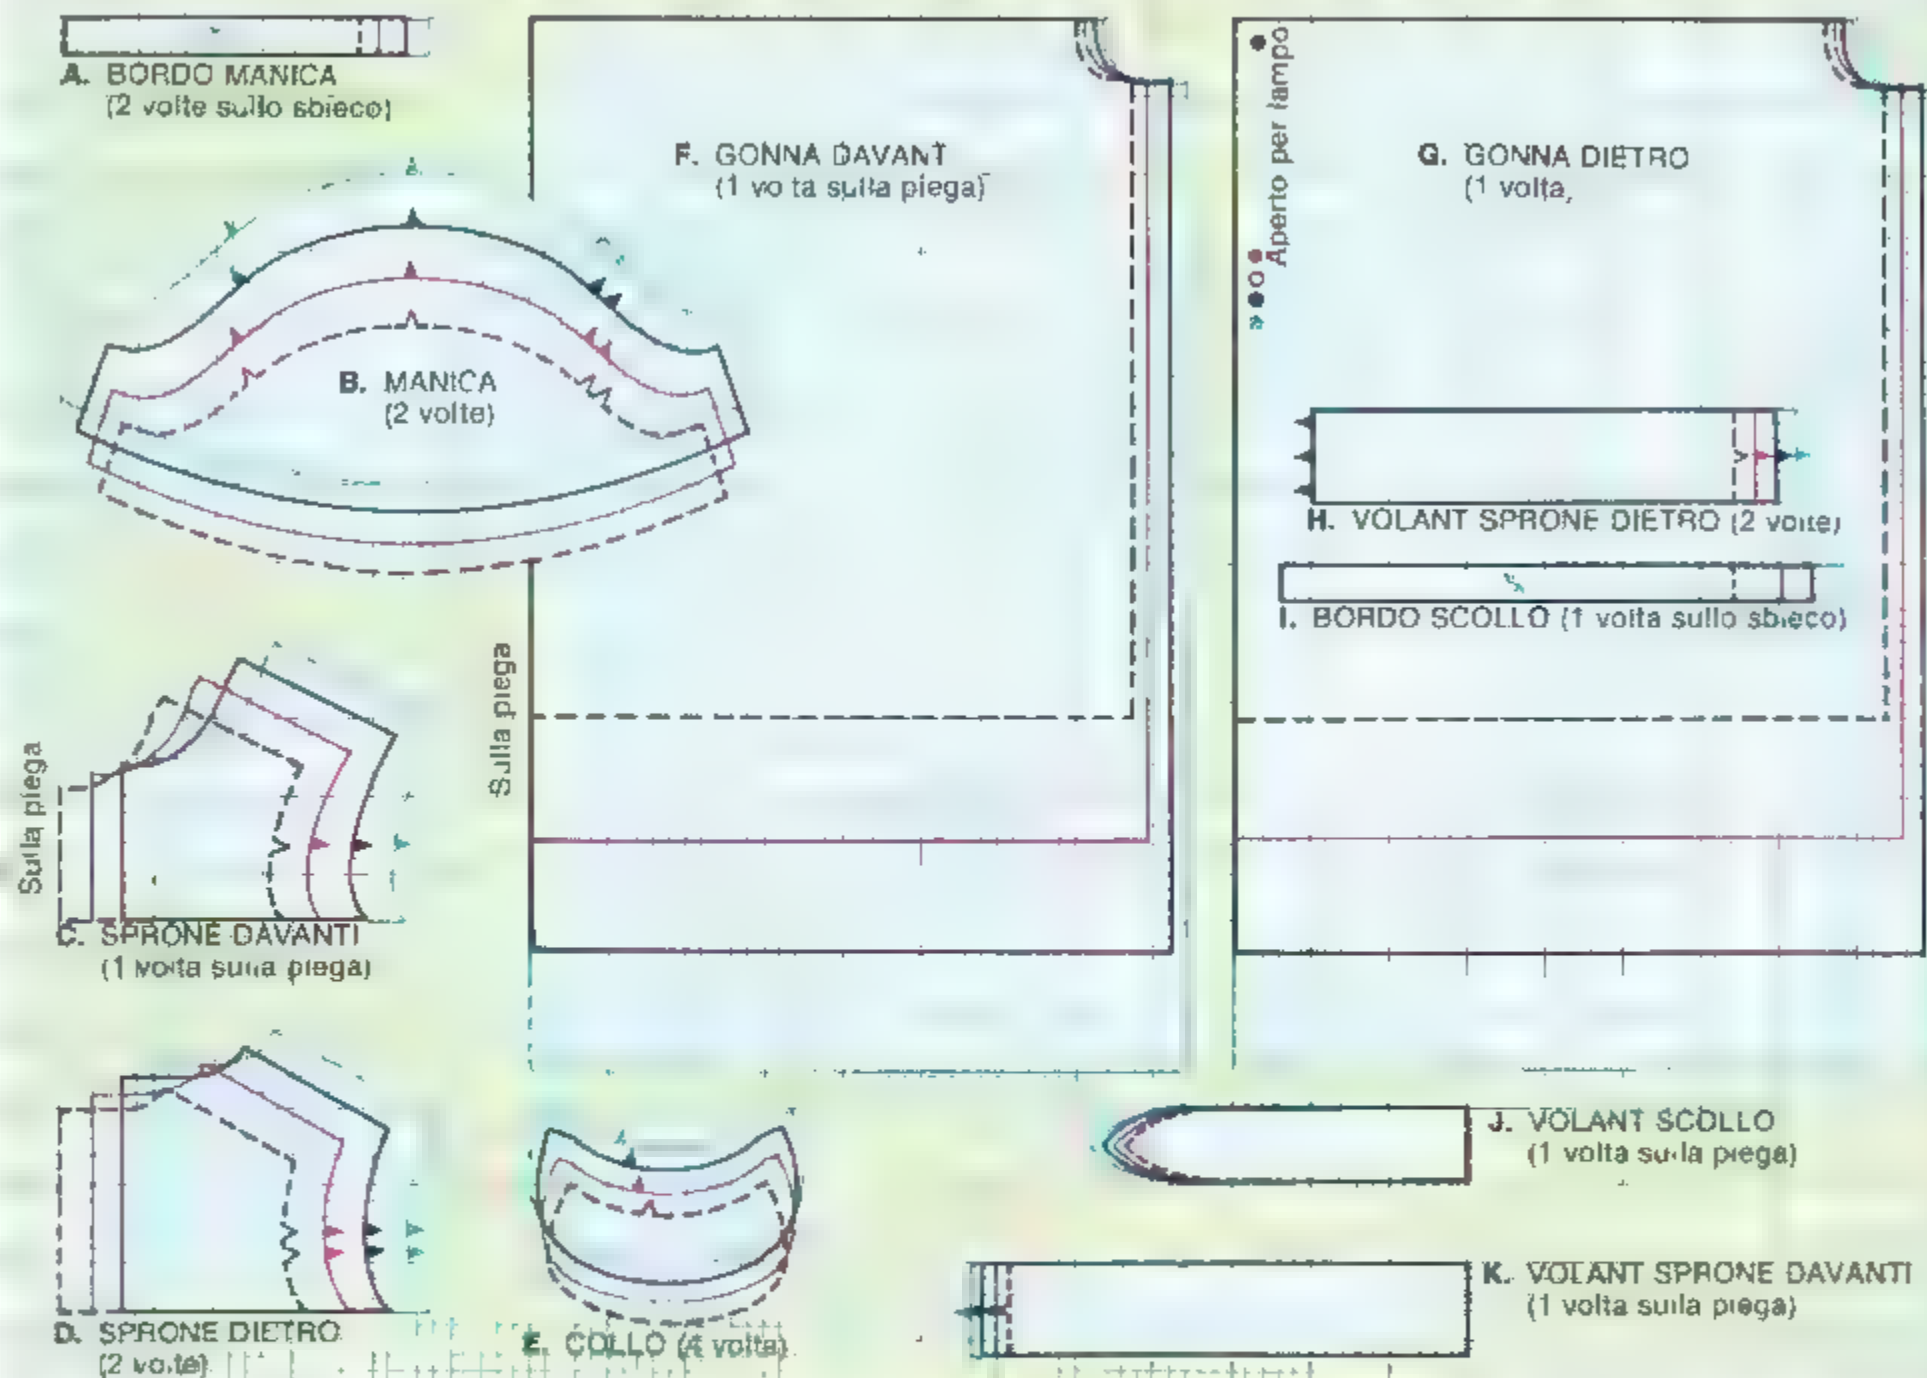 A. BORDO MANICA
(2 volte sullo sbieco)
F. GONNA DAVANT
(1 volta sulla piega)
Aperto per lampo
G. GONNA DIETRO
(1 volta,
B. MANICA
(2 volte)
H. VOLANT SPRONE DIETRO (2 volte)
I. BORDO SCOLLO (1 volta sullo sbieco)
Sulla piega
Sulla piega
C. SPRONE DAVANTI
(1 volta sulla piega)
J. VOLANT SCOLLO
(1 volta sulla piega)
K. VOLANT SPRONE DAVANTI
(1 volta sulla piega)
D. SPRONE DIETRO
(2 volte)
E. COLLO (4 volte)